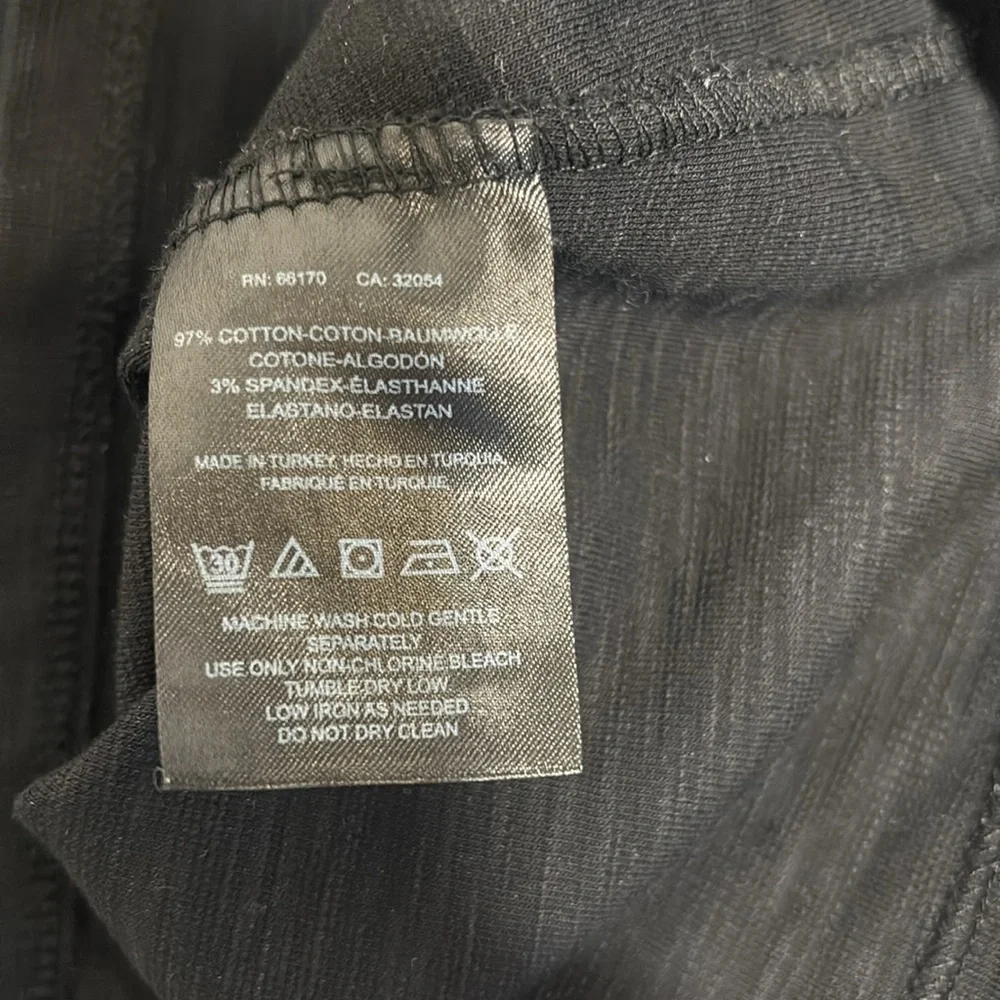 RN: 66170 CA: 32054
97% COTTON-COTON-BAUMWOLLE
COTONE-ALGODÓN
3% SPANDEX-ÉLASTHANNE
ELASTANO-ELASTAN
MADE IN TURKEY, HECHO EN TURQUIA,
FABRIQUÉ EN TURQUIE
30
MACHINE WASH COLD GENTLE
SEPARATELY
USE ONLY NON-CHLORINE BLEACH
TUMBLE DRY LOW
LOW IRON AS NEEDED
DO NOT DRY CLEAN